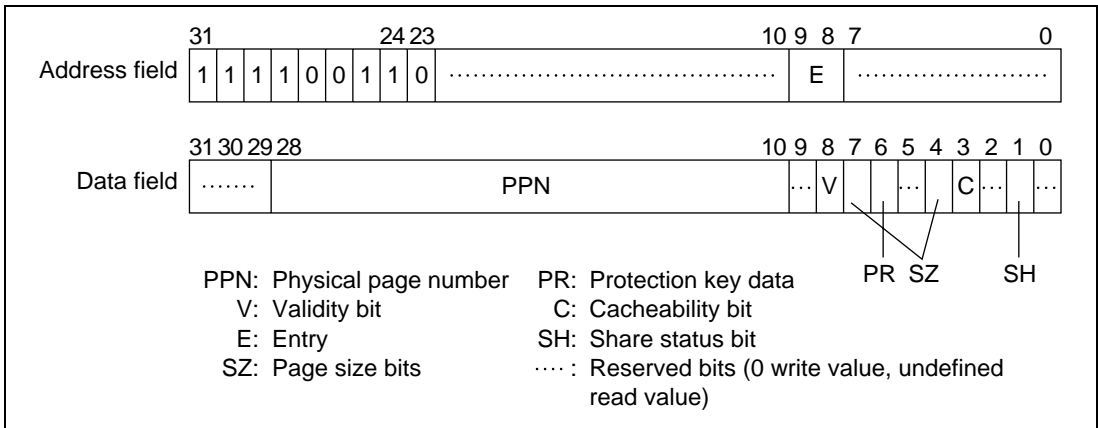 31 24 23 10 9 8 7 0
Address field 1 1 1 1 0 0 1 1 0 ........................................ E ...........................
31 30 29 28 10 9 8 7 6 5 4 3 2 1 0
Data field ....... PPN ... V ... C ... ...
PR SZ SH
PPN: Physical page number PR: Protection key data
V: Validity bit C: Cacheability bit
E: Entry SH: Share status bit
SZ: Page size bits .... : Reserved bits (0 write value, undefined
read value)